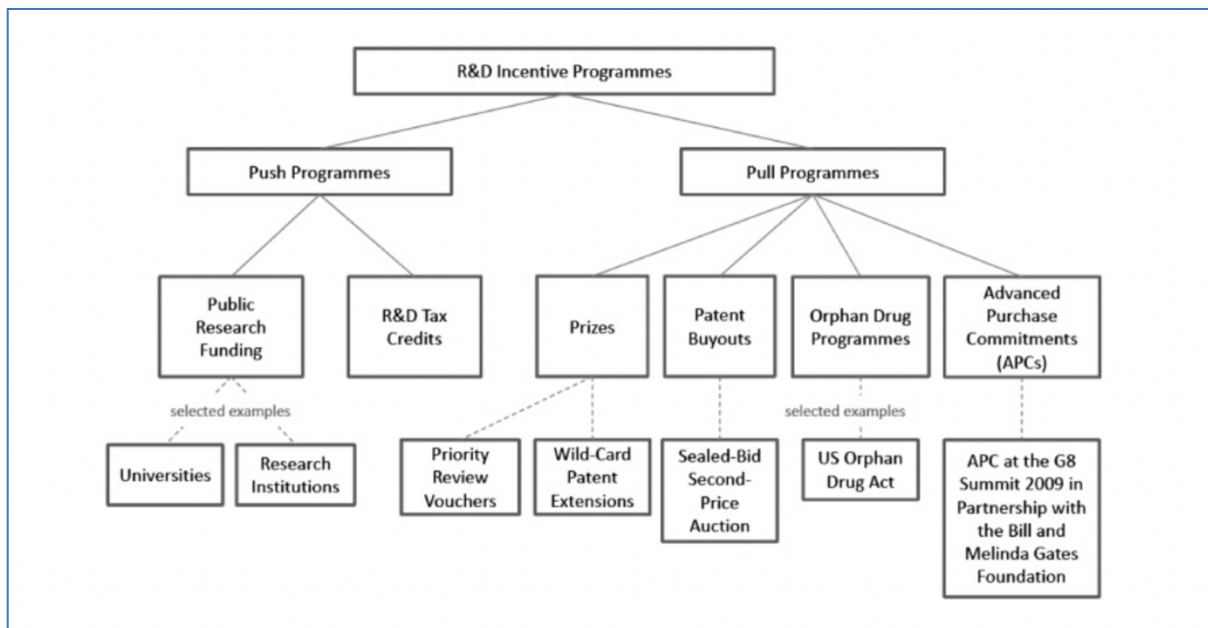 R&D Incentive Programmes
Push Programmes
Pull Programmes
Public
Research
Funding
R&D Tax
Credits
Prizes
Patent
Buyouts
Orphan Drug
Programmes
Advanced
Purchase
Commitments
(APCs)
selected examples
selected examples
Universities
Research
Institutions
Priority
Review
Vouchers
Wild-Card
Patent
Extensions
Sealed-Bid
Second-
Price
Auction
US Orphan
Drug Act
APC at the G8
Summit 2009 in
Partnership with
the Bill and
Melinda Gates
Foundation